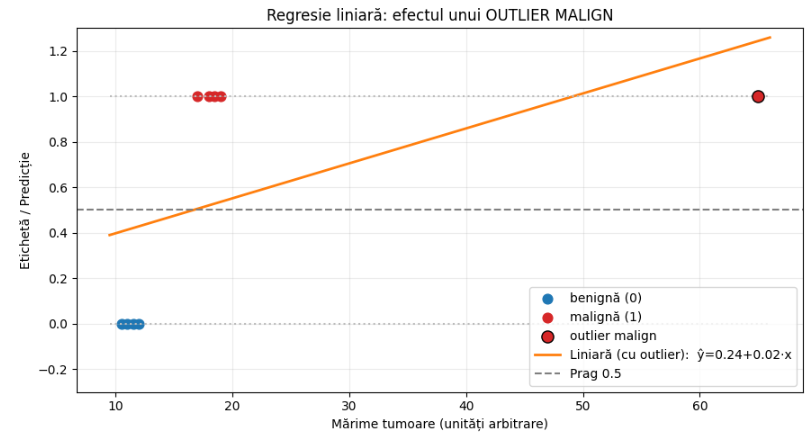 Regresie liniară: efectul unui OUTLIER MALIGN
Etichetă / Predicție
1.2
1.0
0.8
0.6
0.4
0.2
0.0
−0.2
benignă (0)
malignă (1)
outlier malign
Liniară (cu outlier): ŷ=0.24+0.02·x
Prag 0.5
10 20 30 40 50 60
Mărime tumoare (unități arbitrare)